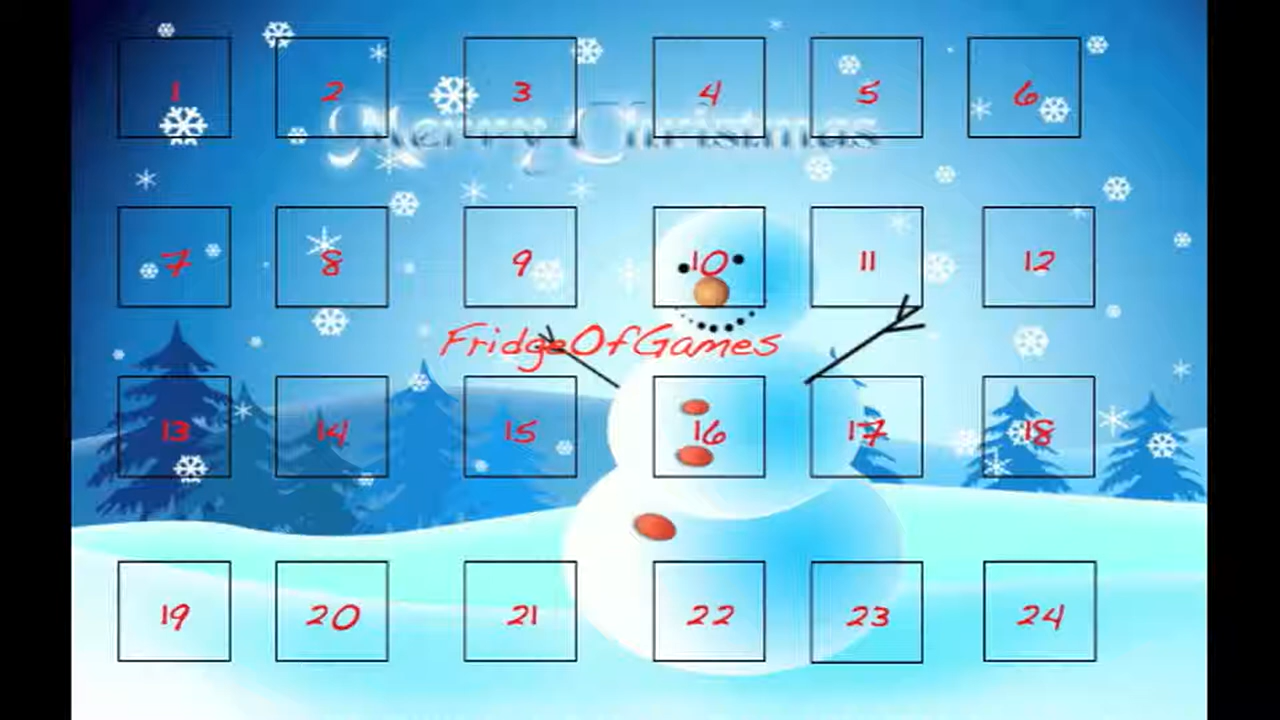 1 2 3 4 5 6
Merry Christmas
7 8 9 10 11 12
FridgeOfGames
13 14 15 16 17 18
19 20 21 22 23 24